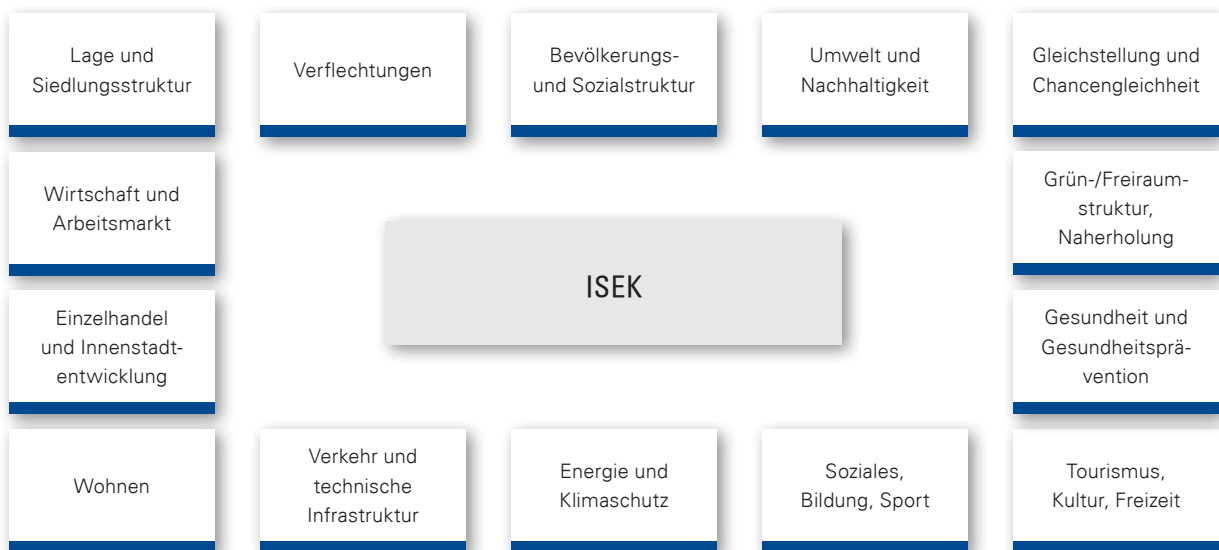 Lage und
Siedlungsstruktur
Verflechtungen
Bevölkerungs-
und Sozialstruktur
Umwelt und
Nachhaltigkeit
Gleichstellung und
Chancengleichheit
Wirtschaft und
Arbeitsmarkt
Grün-/Freiraum-
struktur,
Naherholung
ISEK
Einzelhandel
und Innenstadt-
entwicklung
Gesundheit und
Gesundheitsprä-
vention
Wohnen
Verkehr und
technische
Infrastruktur
Energie und
Klimaschutz
Soziales,
Bildung, Sport
Tourismus,
Kultur, Freizeit